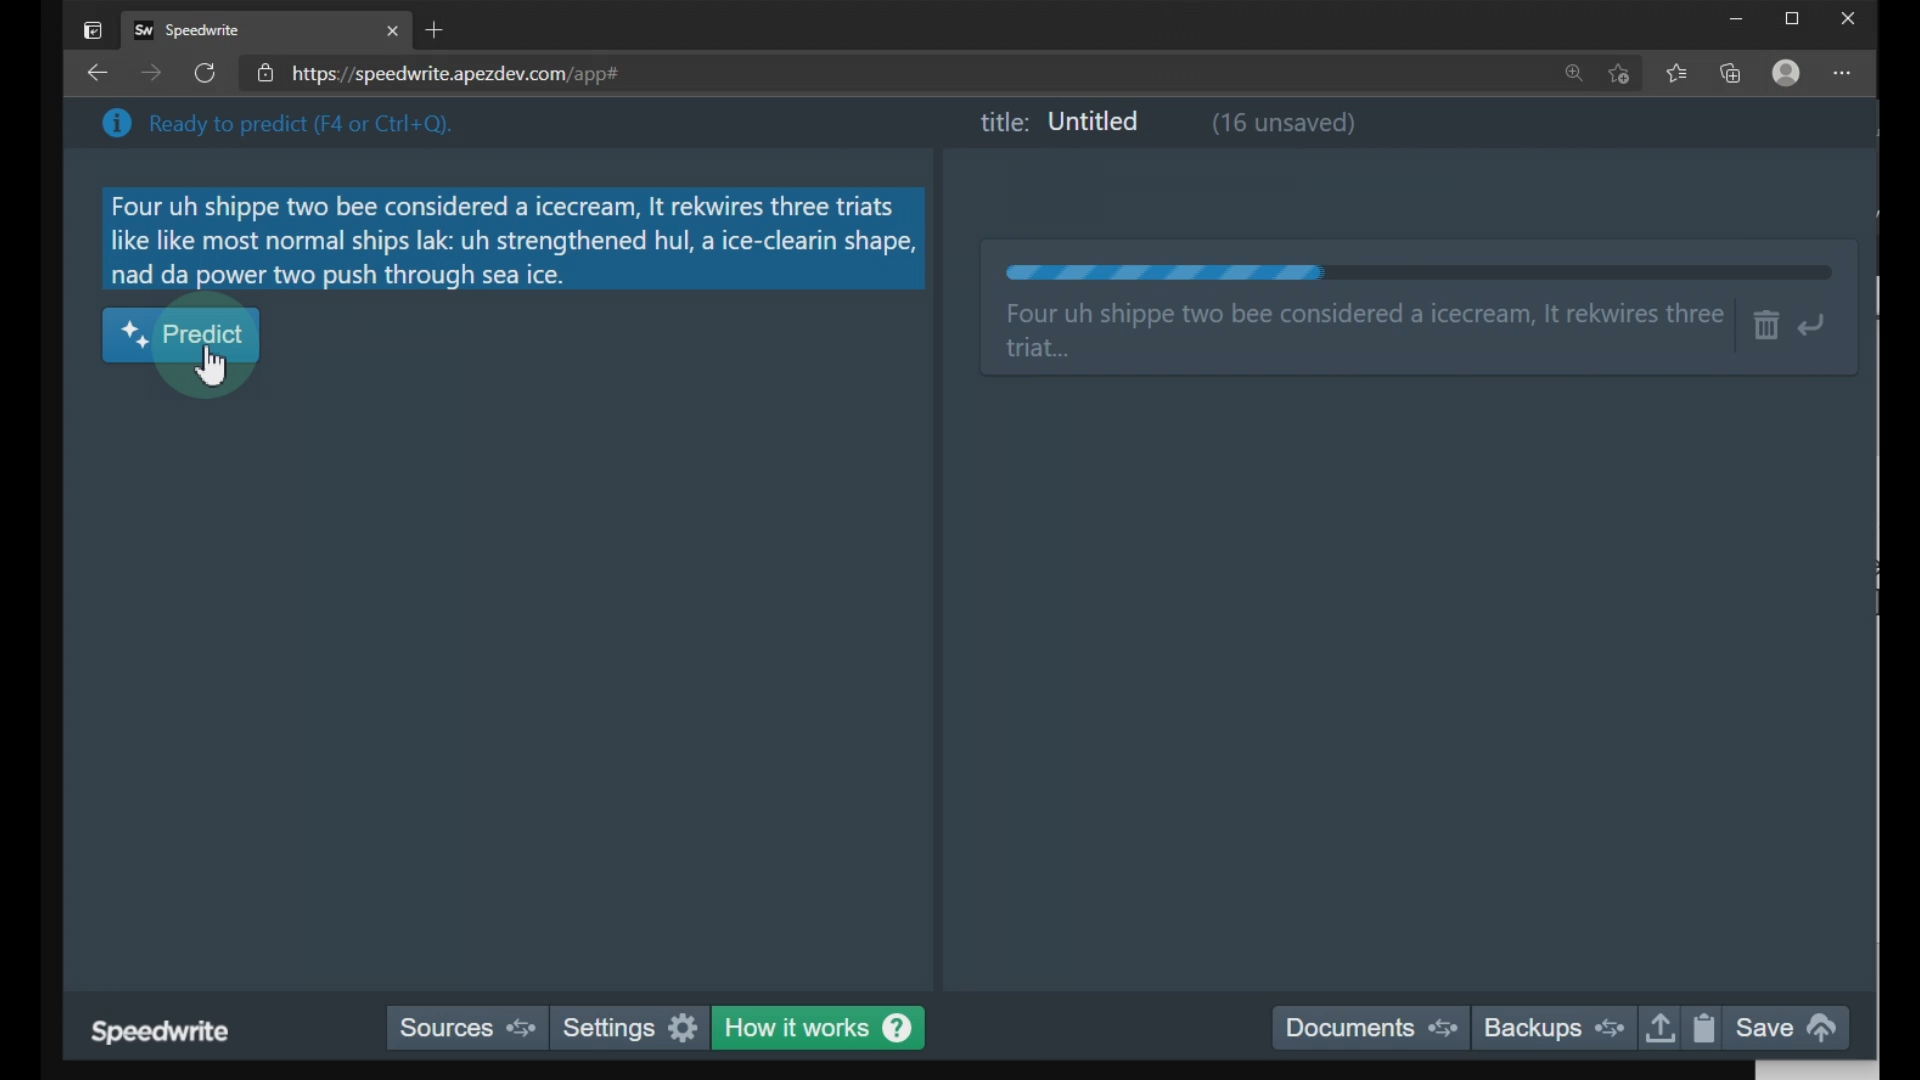 Speedwrite
https://speedwrite.apezdev.com/app#
Ready to predict (F4 or Ctrl+Q).
title: Untitled (16 unsaved)
Four uh shippe two bee considered a icecream, It rekwires three triats
like like most normal ships lak: uh strengthened hul, a ice-clearin shape,
nad da power two push through sea ice.
Predict
Four uh shippe two bee considered a icecream, It rekwires three
triat...
Speedwrite
Sources
Settings
How it works ?
Documents
Backups
Save